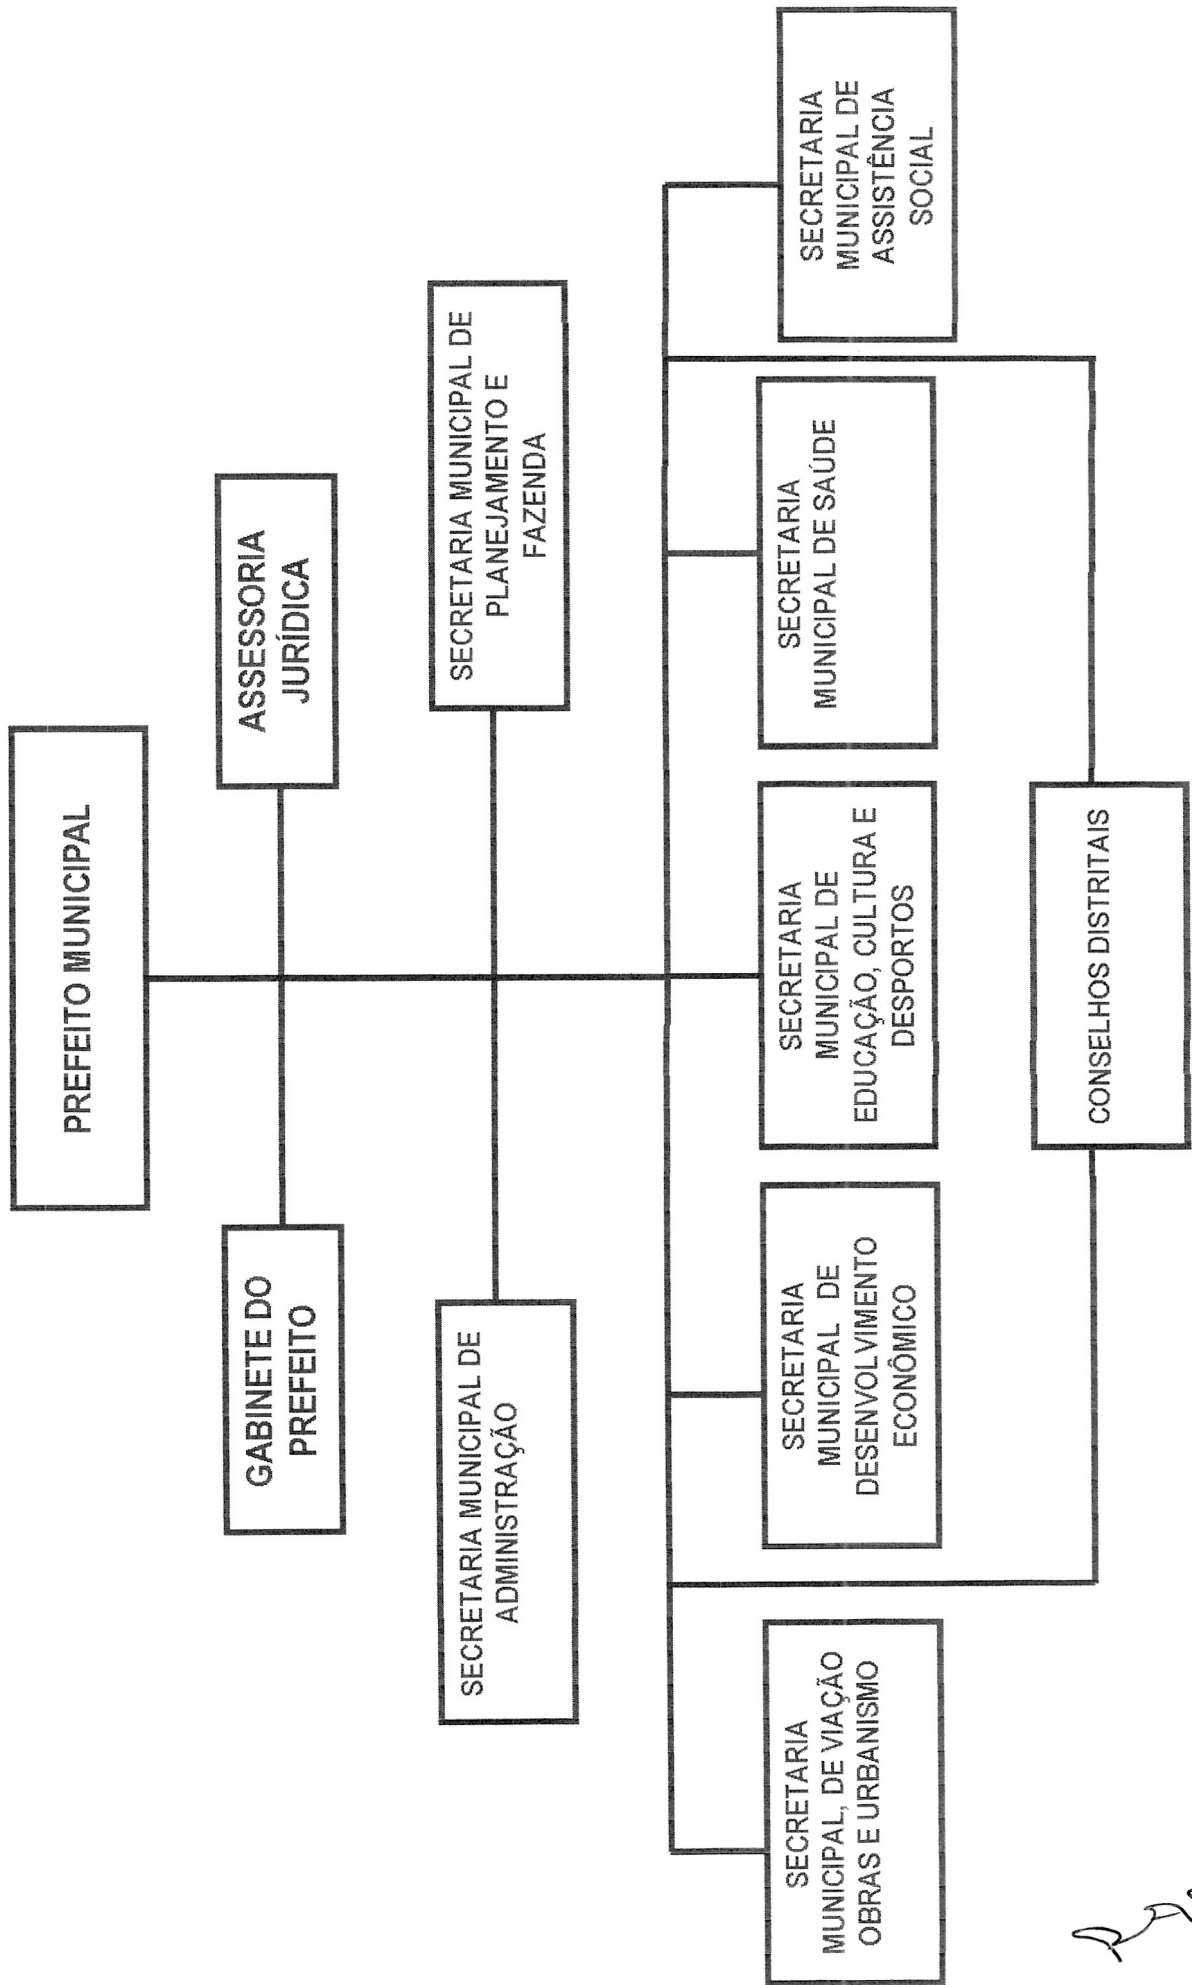 PREFEITO MUNICIPAL
GABINETE DO
PREFEITO
ASSESSORIA
JURÍDICA
SECRETARIA MUNICIPAL DE
ADMINISTRAÇÃO
SECRETARIA MUNICIPAL DE
PLANEJAMENTO E
FAZENDA
SECRETARIA
MUNICIPAL, DE VIAÇÃO
OBRAS E URBANISMO
SECRETARIA
MUNICIPAL DE
DESENVOLVIMENTO
ECONÔMICO
SECRETARIA
MUNICIPAL DE
EDUCAÇÃO, CULTURA E
DESPORTOS
SECRETARIA
MUNICIPAL DE SAÚDE
SECRETARIA
MUNICIPAL DE
ASSISTÊNCIA
SOCIAL
CONSELHOS DISTRITAIS